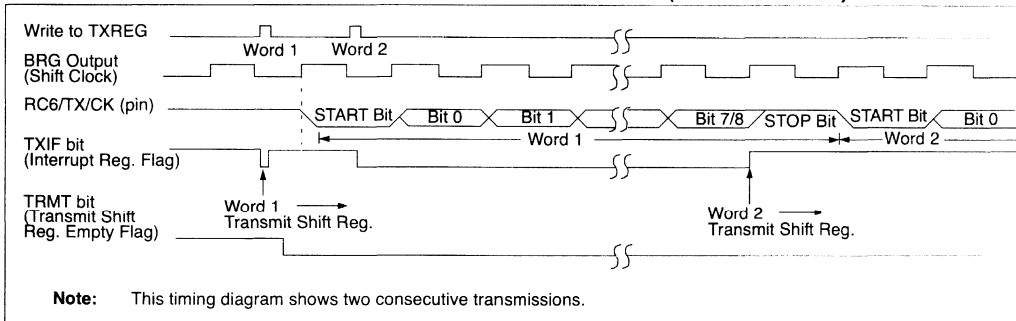 Write to TXREG
Word 1
Word 2
BRG Output
(Shift Clock)
RC6/TX/CK (pin)
START Bit
Bit 0
Bit 1
Bit 7/8
STOP Bit
START Bit
Bit 0
Word 1
Word 2
TXIF bit
(Interrupt Reg. Flag)
Word 1
Transmit Shift Reg.
Word 2
Transmit Shift Reg.
TRMT bit
(Transmit Shift
Reg. Empty Flag)
Note: This timing diagram shows two consecutive transmissions.